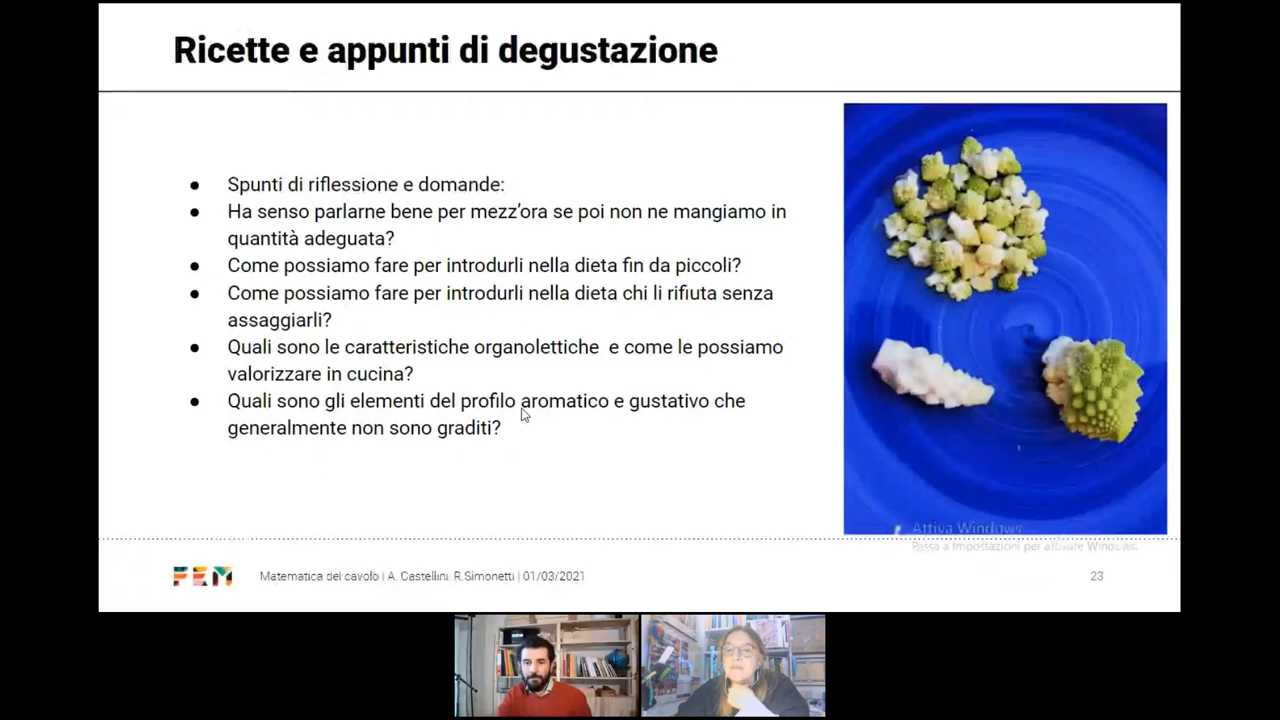 Ricette e appunti di degustazione
● Spunti di riflessione e domande:
● Ha senso parlarne bene per mezz'ora se poi non ne mangiamo in
quantità adeguata?
● Come possiamo fare per introdurli nella dieta fin da piccoli?
● Come possiamo fare per introdurli nella dieta chi li rifiuta senza
assaggiarli?
● Quali sono le caratteristiche organolettiche e come le possiamo
valorizzare in cucina?
● Quali sono gli elementi del profilo aromatico e gustativo che
generalmente non sono graditi?
Attiva Windows
Passa a Impostazioni per attivare Windows.
FEM
Matematica del cavolo | A. Castellini, R.Simonetti | 01/03/2021
23